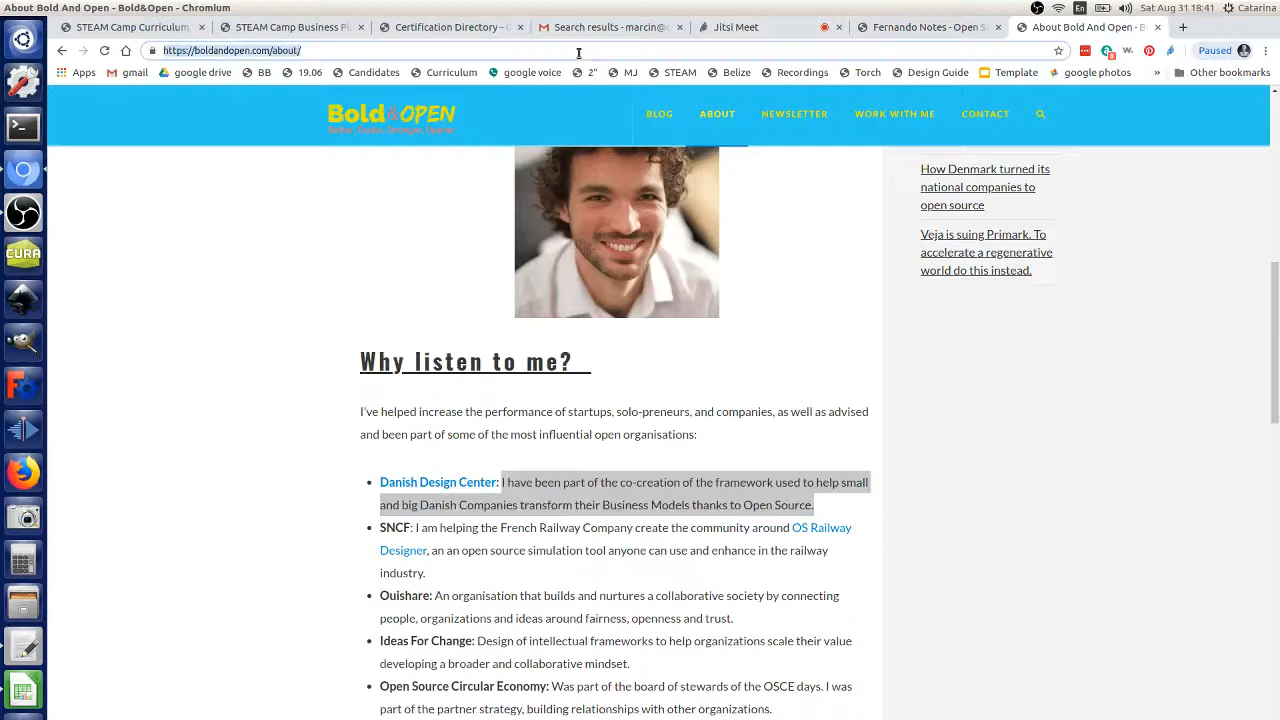 About Bold And Open - Bold&Open - Chromium
En
Sat Aug 31 18:41
Catarina
STEAM Camp Curriculum
STEAM Camp Business Pl
Certification Directory – C
Search results - marcin@o
Jitsi Meet
Fernando Notes - Open S
About Bold And Open - B
https://boldandopen.com/about/
Paused
Apps
gmail
google drive
BB
19.06
Candidates
Curriculum
google voice
2"
MJ
STEAM
Belize
Recordings
Torch
Design Guide
Template
google photos
»
Other bookmarks
Bold&OPEN
Better, Faster, Stronger, Opener
BLOG
ABOUT
NEWSLETTER
WORK WITH ME
CONTACT
How Denmark turned its
national companies to
open source
Veja is suing Primark. To
accelerate a regenerative
world do this instead.
CURA
Why listen to me?
I've helped increase the performance of startups, solo-preneurs, and companies, as well as advised
and been part of some of the most influential open organisations:
• Danish Design Center: I have been part of the co-creation of the framework used to help small
and big Danish Companies transform their Business Models thanks to Open Source.
• SNCF: I am helping the French Railway Company create the community around OS Railway
Designer, an an open source simulation tool anyone can use and enhance in the railway
industry.
• Ouishare: An organisation that builds and nurtures a collaborative society by connecting
people, organizations and ideas around fairness, openness and trust.
• Ideas For Change: Design of intellectual frameworks to help organizations scale their value
developing a broader and collaborative mindset.
• Open Source Circular Economy: Was part of the board of stewards of the OSCE days. I was
part of the parnter strategy, building relationships with other organizations.